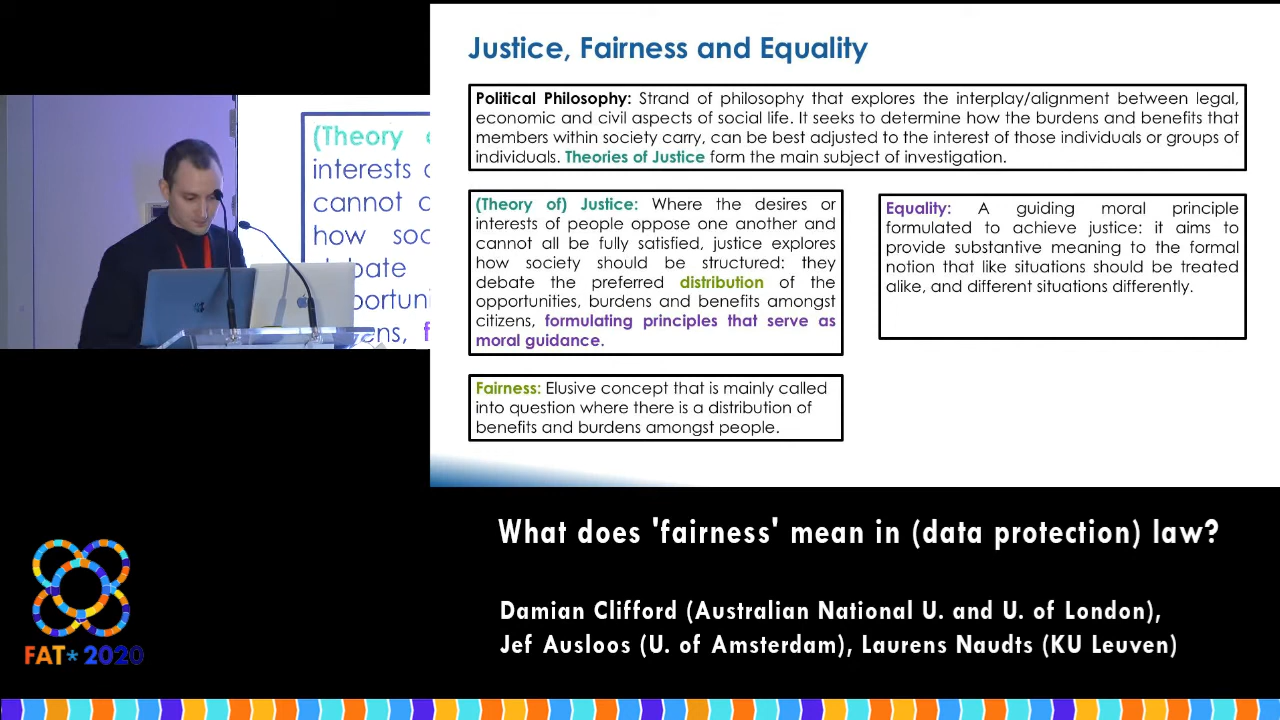 Justice, Fairness and Equality
Political Philosophy: Strand of philosophy that explores the interplay/alignment between legal,
economic and civil aspects of social life. It seeks to determine how the burdens and benefits that
members within society carry, can be best adjusted to the interest of those individuals or groups of
individuals. Theories of Justice form the main subject of investigation.
(Theory of) Justice: Where the desires or
interests of people oppose one another and
cannot all be fully satisfied, justice explores
how society should be structured: they
debate the preferred distribution of the
opportunities, burdens and benefits amongst
citizens, formulating principles that serve as
moral guidance.
Equality: A guiding moral principle
formulated to achieve justice: it aims to
provide substantive meaning to the formal
notion that like situations should be treated
alike, and different situations differently.
Fairness: Elusive concept that is mainly called
into question where there is a distribution of
benefits and burdens amongst people.
(Theory
interests
cannot
how soc
What does 'fairness' mean in (data protection) law?
Damian Clifford (Australian National U. and U. of London),
Jef Ausloos (U. of Amsterdam), Laurens Naudts (KU Leuven)
FAT* 2020